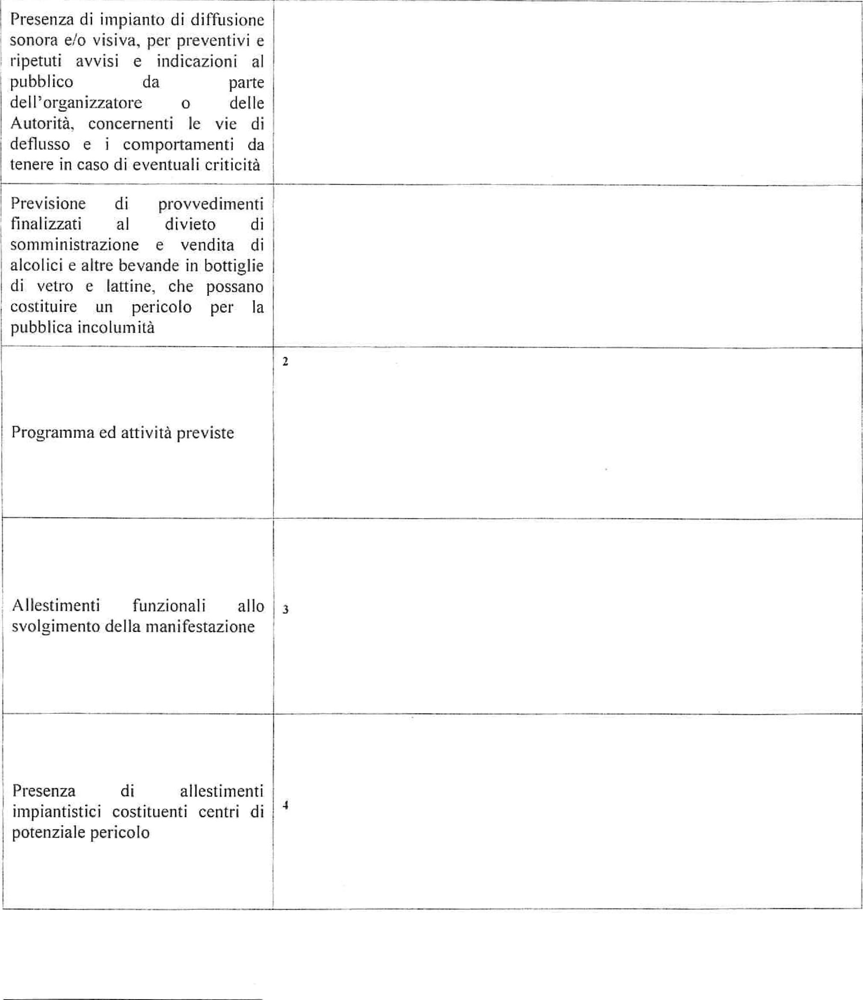 Presenza di impianto di diffusione
sonora e/o visiva, per preventivi e
ripetuti avvisi e indicazioni al
pubblico da parte
dell'organizzatore o delle
Autorità, concernenti le vie di
deflusso e i comportamenti da
tenere in caso di eventuali criticità
Previsione di provvedimenti
finalizzati al divieto di
somministrazione e vendita di
alcolici e altre bevande in bottiglie
di vetro e lattine, che possano
costituire un pericolo per la
pubblica incolumità
2
Programma ed attività previste
Allestimenti funzionali allo
svolgimento della manifestazione
3
Presenza di allestimenti
impiantistici costituenti centri di
potenziale pericolo
4